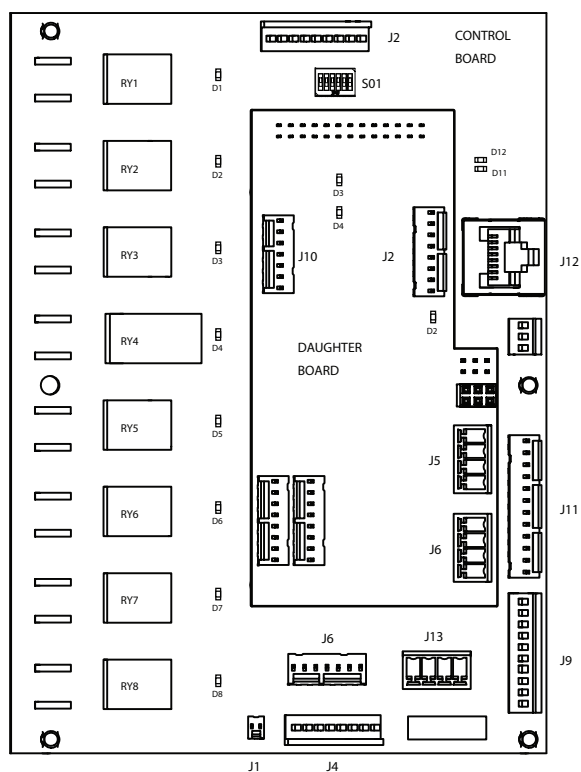 J2
CONTROL
BOARD
RY1
D1
S01
RY2
D2
D3
D4
D12
D11
RY3
D3
J10
J2
J12
RY4
D4
D2
DAUGHTER
BOARD
RY5
D5
J5
RY6
D6
J6
J11
RY7
D7
J6
J13
J9
RY8
D8
J1
J4